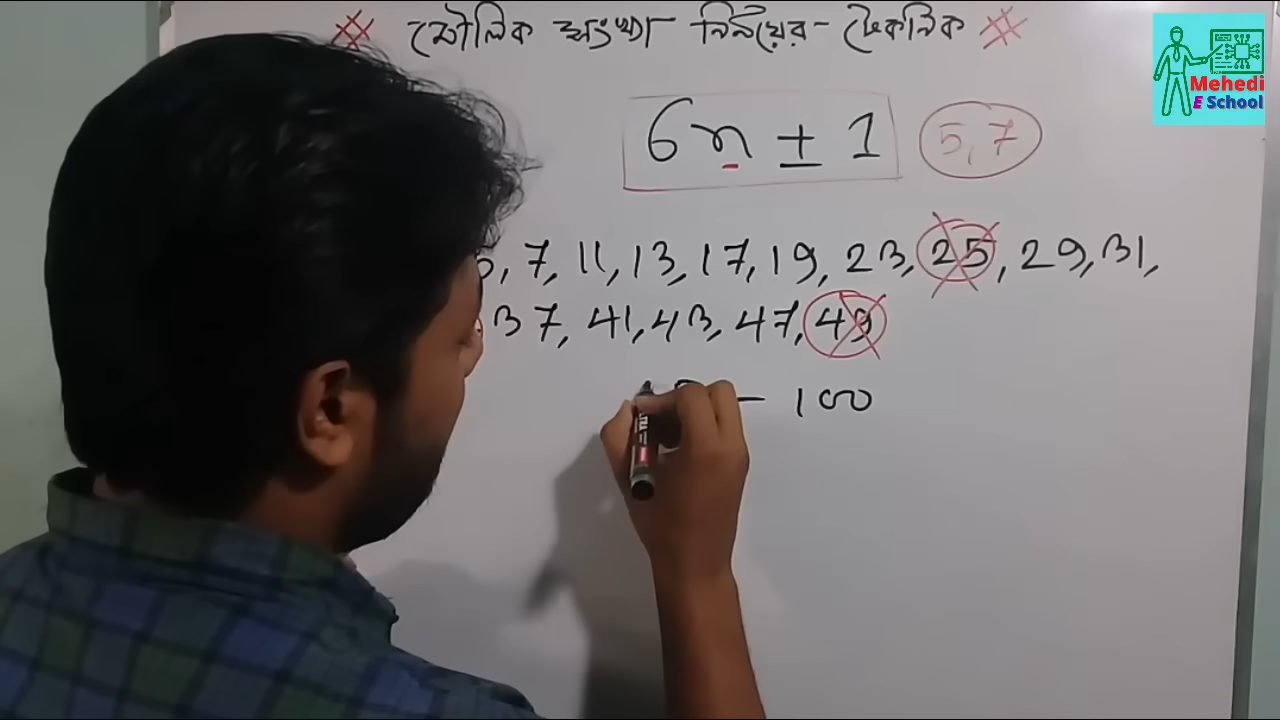 ※ মৌলিক সংখ্যা নির্ণয়ের টেকনিক ※
Mehedi
E School
6n ± 1 5, 7
, 7, 11, 13, 17, 19, 23, 25, 29, 31,
37, 41, 43, 47, 49
— 100